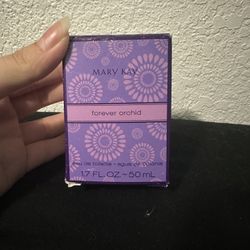 MARY KAY
forever orchid
eau de toilette - agua de colonia
1.7 FL. OZ. - 50 mL